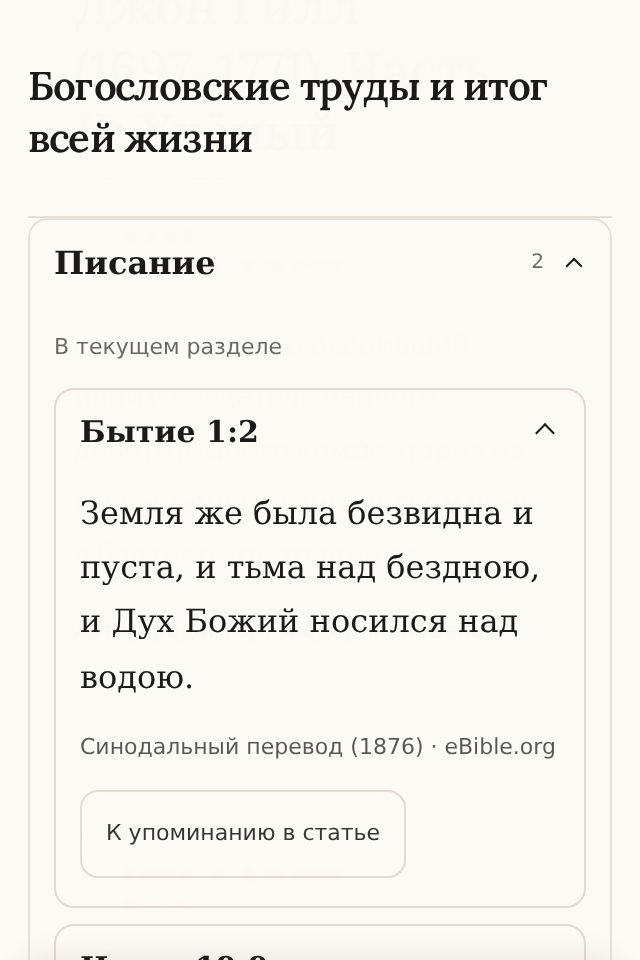 Богословские труды и итог
всей жизни
Писание
2
В текущем разделе
Бытие 1:2
Земля же была безвидна и
пуста, и тьма над бездною,
и Дух Божий носился над
водою.
Синодальный перевод (1876) · eBible.org
К упоминанию в статье